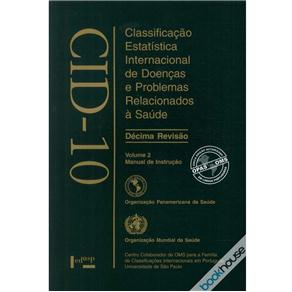 CID-10
Classificação
Estatística
Internacional
de Doenças
e Problemas
Relacionados
à Saúde
Décima Revisão
Volume 2
Manual de Instrução
OPAS OMS
Organização Panamericana da Saúde
Organização Mundial da Saúde
Centro Colaborador da OMS para a Família
de Classificações Internacionais em Português
Universidade de São Paulo
edusp
bookhouse